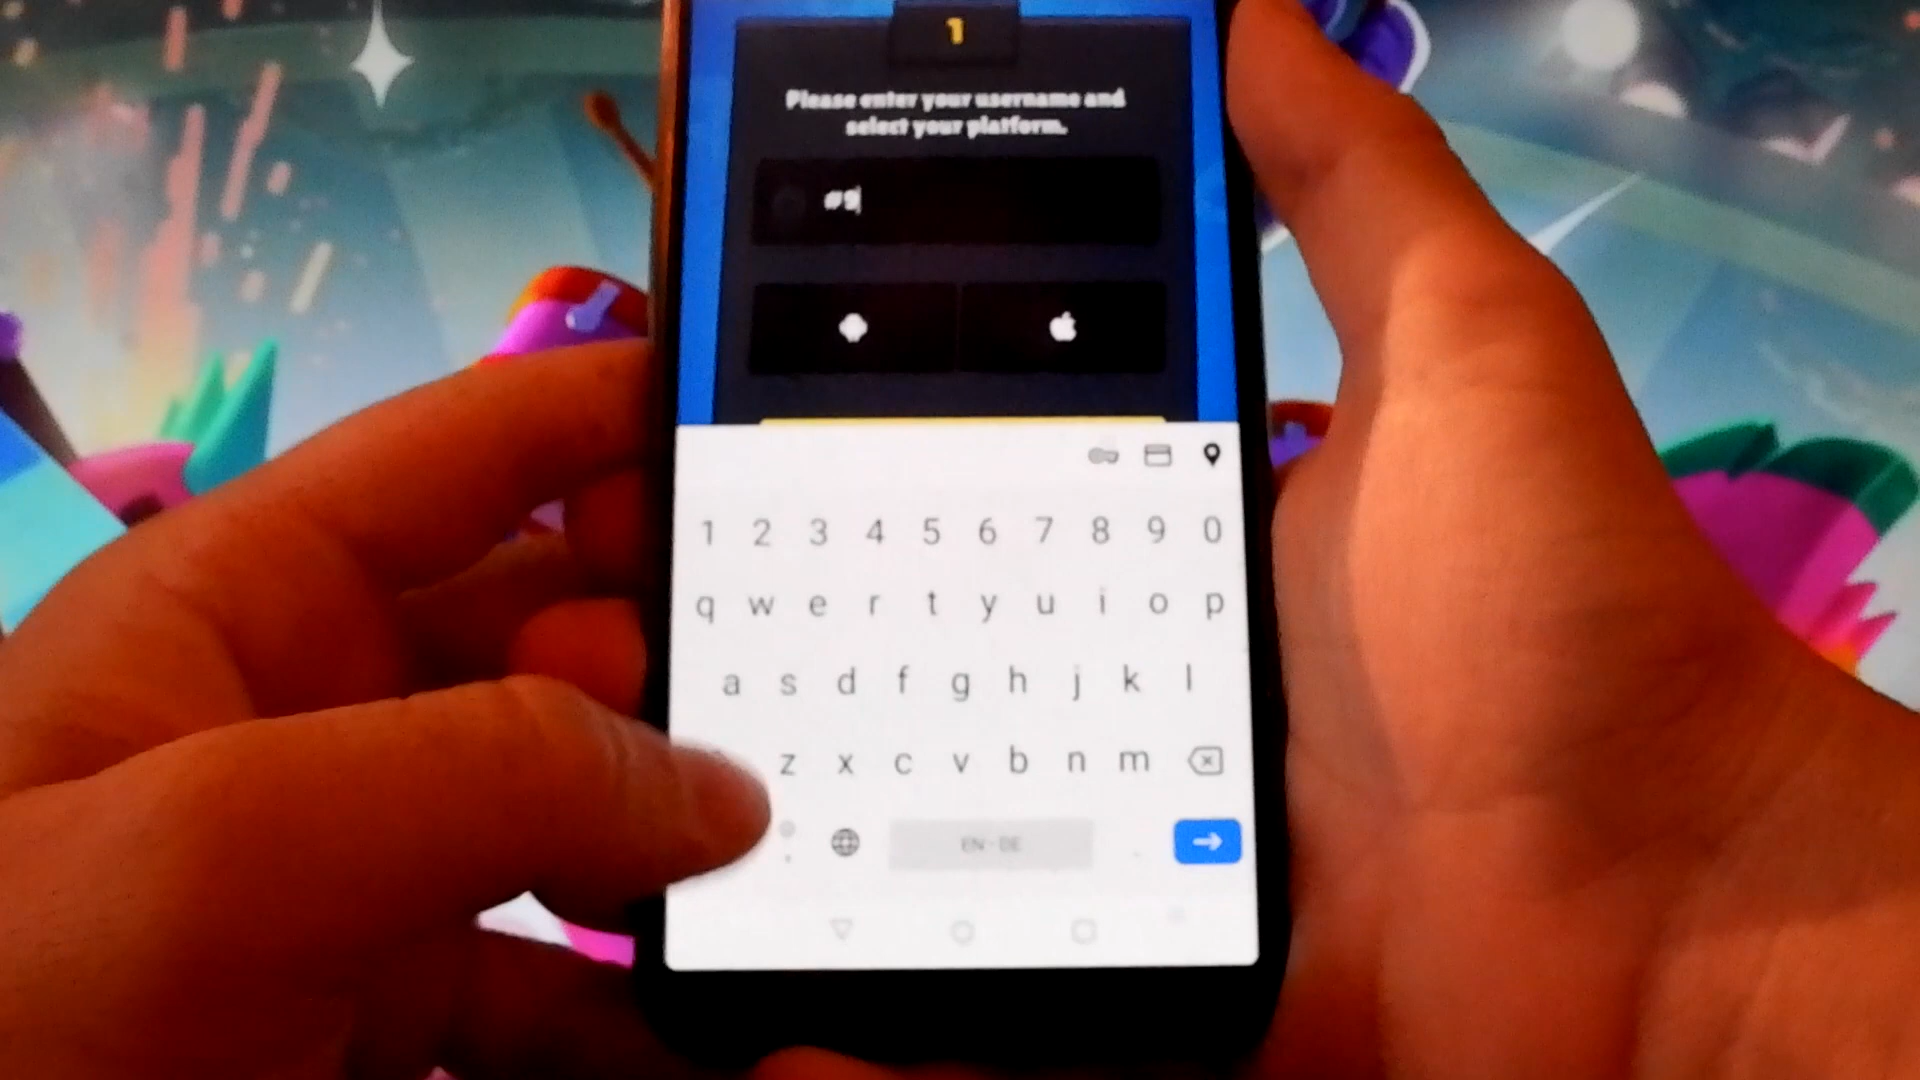 1
Please enter your username and
select your platform.
#9
1 2 3 4 5 6 7 8 9 0
q w e r t y u i o p
a s d f g h j k l
z x c v b n m
EN · DE